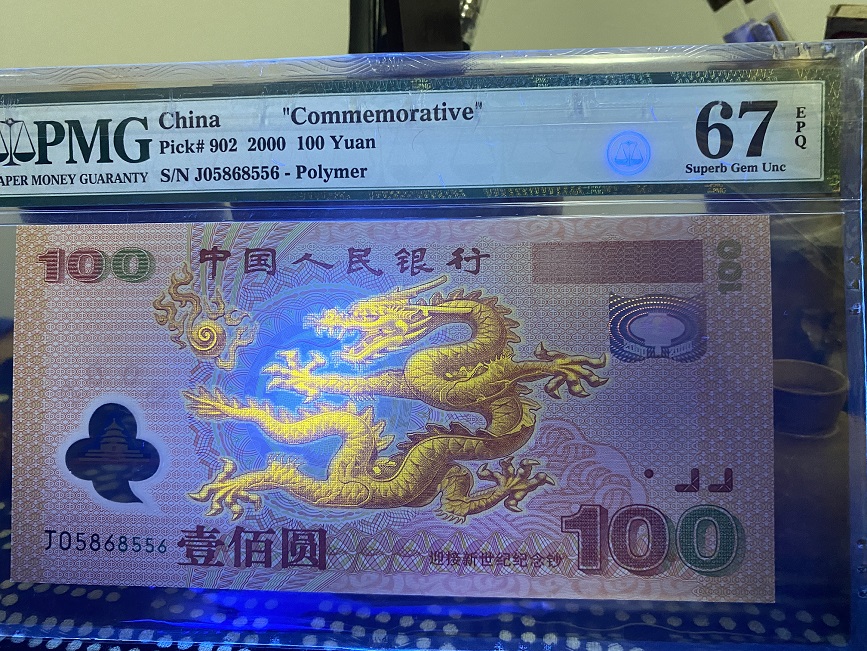 PMG
PAPER MONEY GUARANTY
China "Commemorative"
Pick# 902 2000 100 Yuan
S/N J05868556 - Polymer
67
EPQ
Superb Gem Unc
100
中国人民银行
100
J05868556
壹佰圆
迎接新世纪纪念钞
100